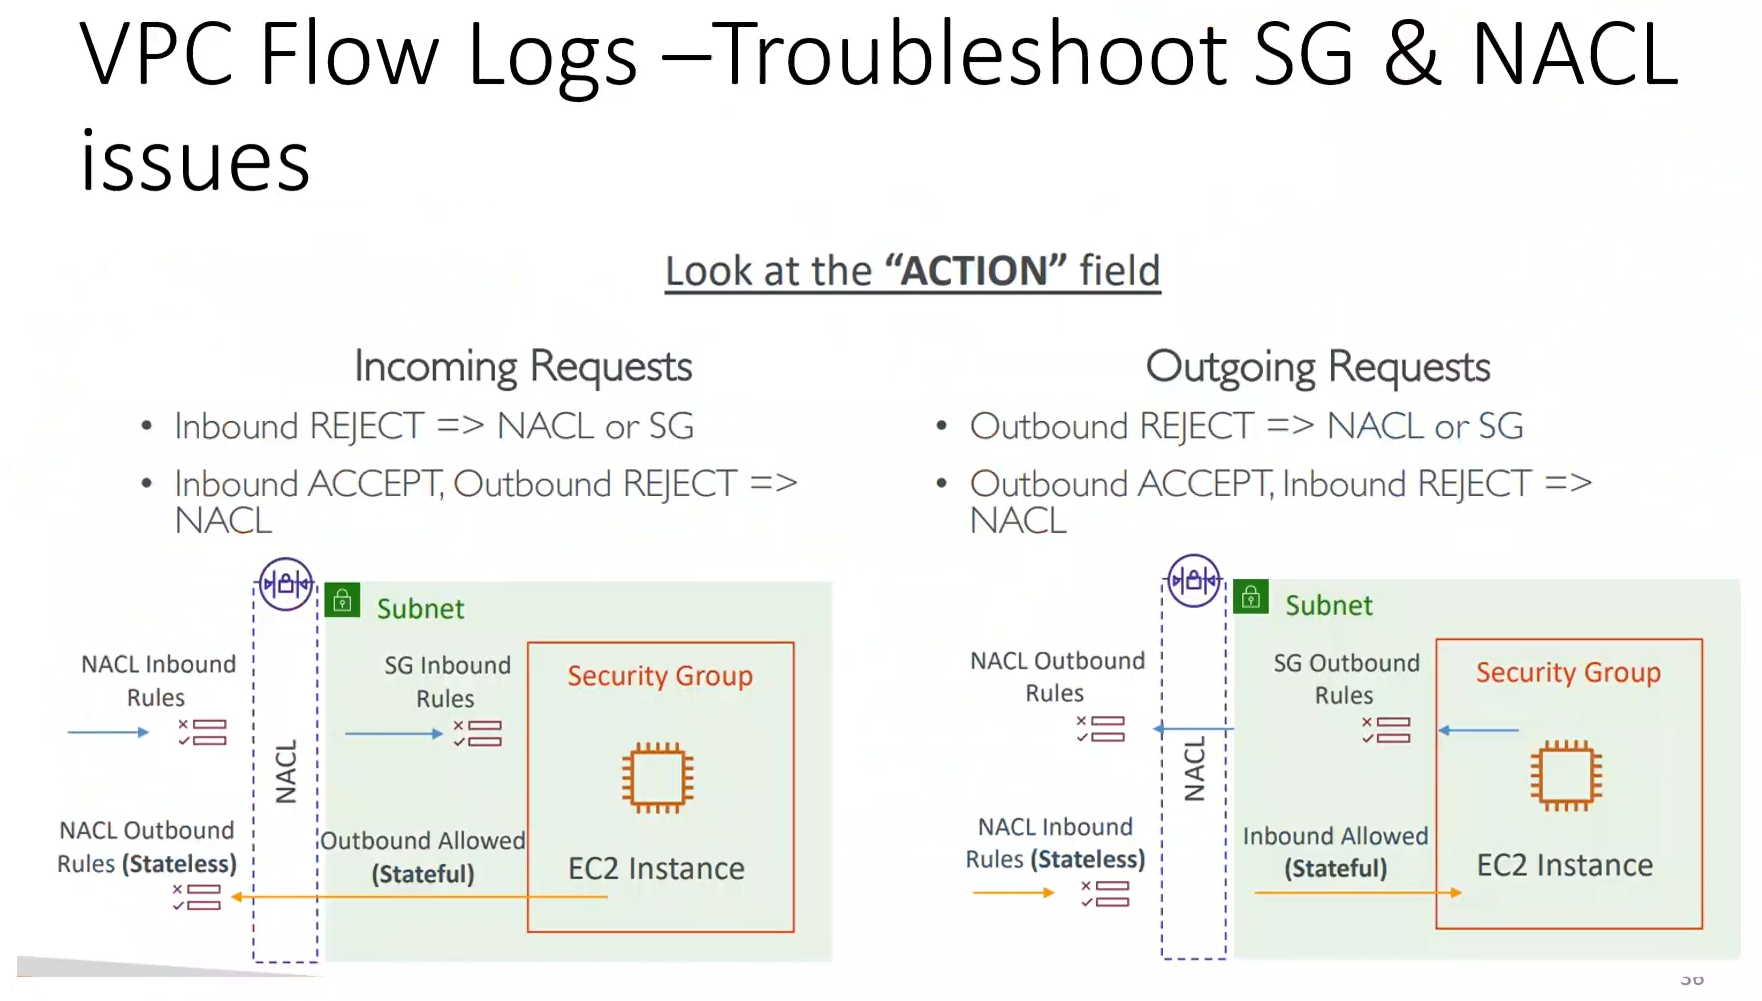 VPC Flow Logs –Troubleshoot SG & NACL
issues
Look at the “ACTION” field
Incoming Requests
• Inbound REJECT => NACL or SG
• Inbound ACCEPT, Outbound REJECT =>
NACL
Subnet
NACL Inbound
Rules
SG Inbound
Rules
Security Group
NACL
NACL Outbound
Rules (Stateless)
Outbound Allowed
(Stateful)
EC2 Instance
Outgoing Requests
• Outbound REJECT => NACL or SG
• Outbound ACCEPT, Inbound REJECT =>
NACL
Subnet
NACL Outbound
Rules
SG Outbound
Rules
Security Group
NACL
NACL Inbound
Rules (Stateless)
Inbound Allowed
(Stateful)
EC2 Instance